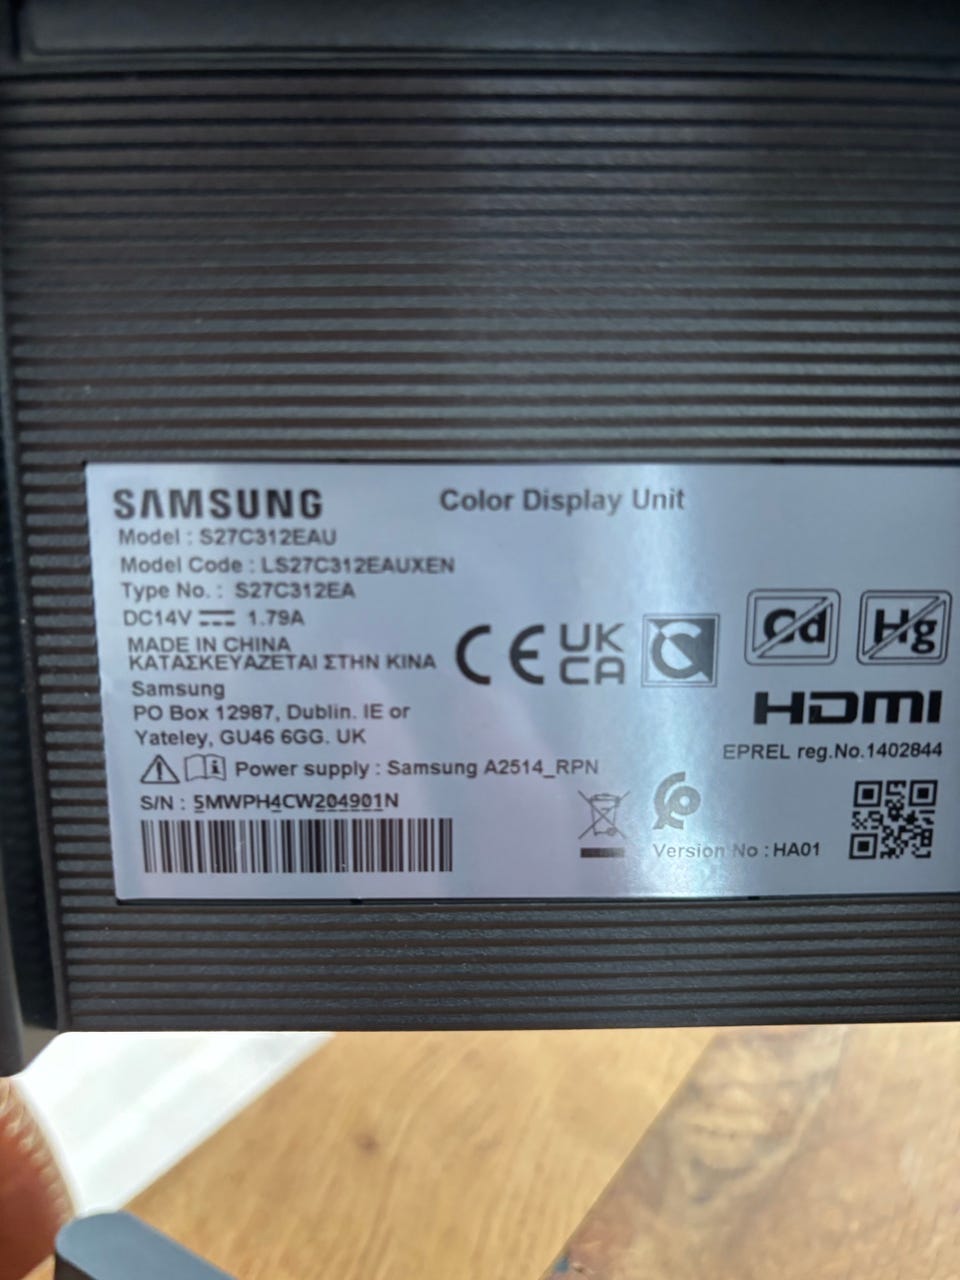 SAMSUNG
Color Display Unit
Model : S27C312EAU
Model Code : LS27C312EAUXEN
Type No. : S27C312EA
DC14V ⎓ 1.79A
MADE IN CHINA
ΚΑΤΑΣΚΕΥΑΖΕΤΑΙ ΣΤΗΝ ΚΙΝΑ
Samsung
PO Box 12987, Dublin. IE or
Yateley, GU46 6GG. UK
Power supply : Samsung A2514_RPN
S/N : 5MWPH4CW204901N
CE
UK
CA
Cd
Hg
HDMI
EPREL reg.No.1402844
Version No : HA01